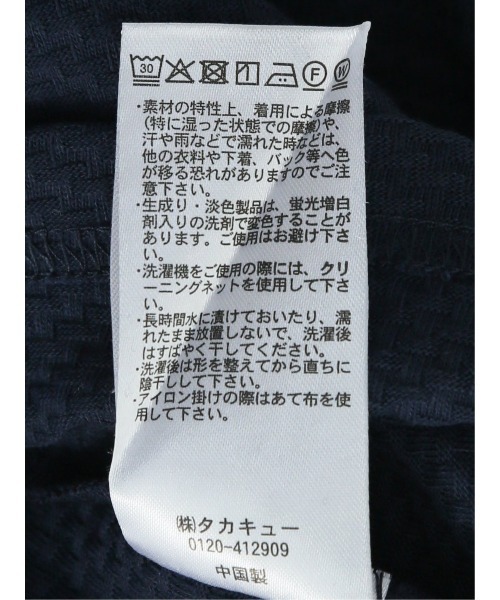 30 F W
・素材の特性上、着用による摩擦
(特に湿った状態での摩擦)や、
汗や雨などで濡れた時などは、
他の衣料や下着、バック等へ色
が移る恐れがありますのでご注
意下さい。
・生成り・淡色製品は、蛍光増白
剤入りの洗剤で変色することが
あります。ご使用はお避け下さ
い。
・洗濯機をご使用の際には、クリ
ーニングネットを使用して下さ
い。
・長時間水に漬けておいたり、濡
れたまま放置しないで、洗濯後
はすばやく干してください。
・洗濯後は形を整えてから直ちに
陰干しして下さい。
・アイロン掛けの際はあて布を使
用して下さい。
(株)タカキュー
0120-412909
中国製